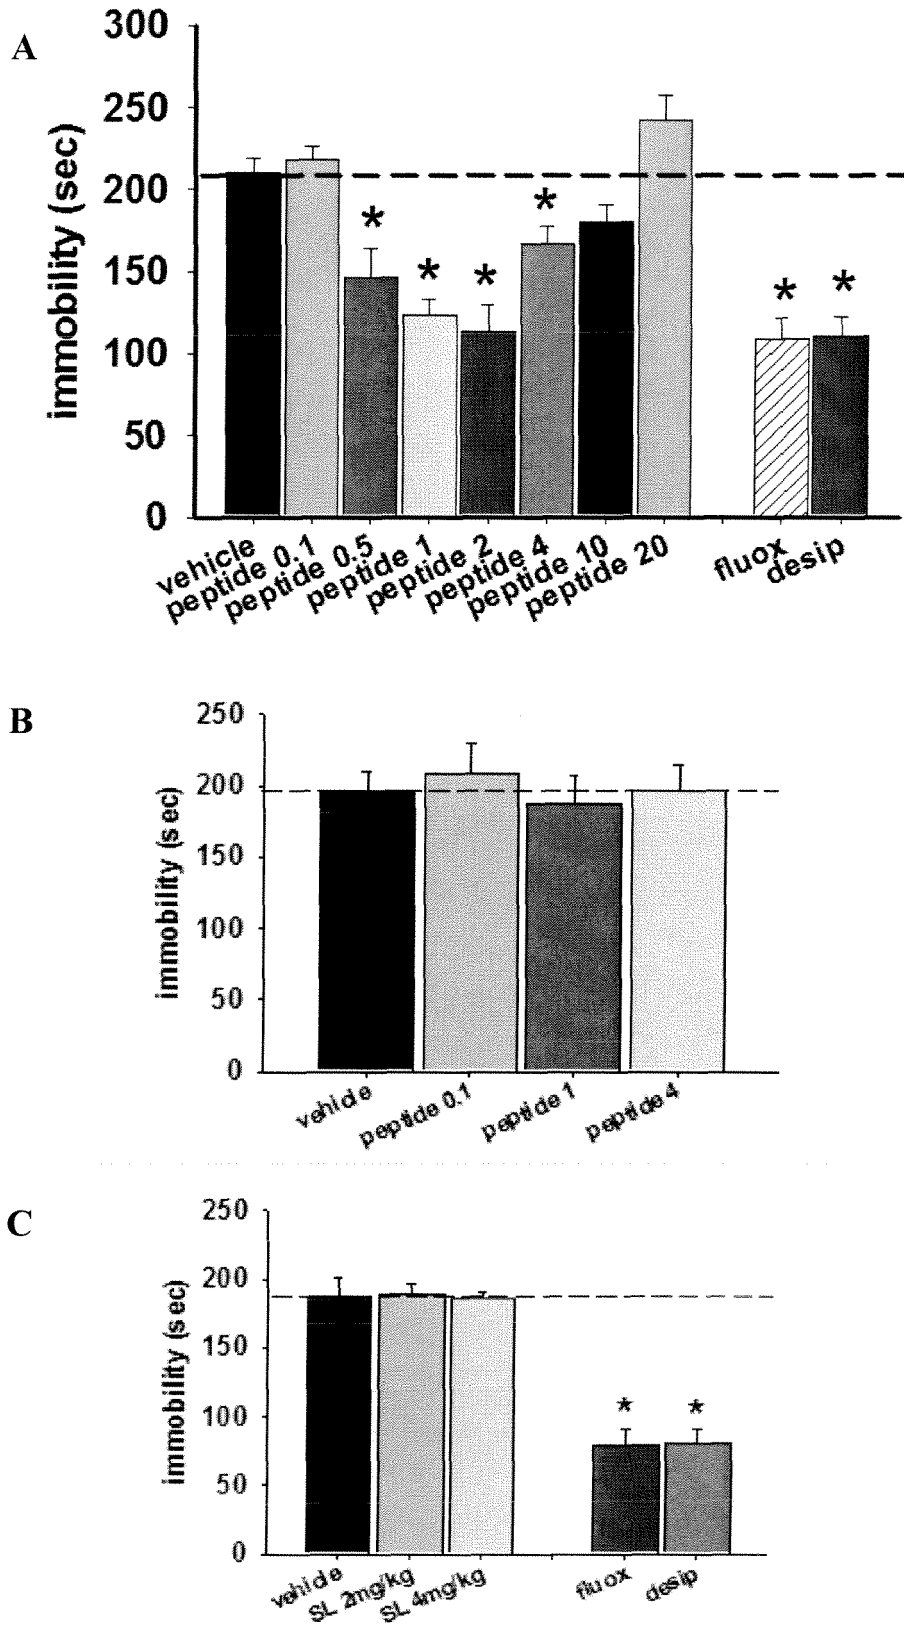 A
immobility (sec)
300
250
200
150
100
50
0
* * * * * *
vehicle
peptide 0.1
peptide 0.5
peptide 1
peptide 2
peptide 4
peptide 10
peptide 20
fluox
desip
B
immobility (sec)
250
200
150
100
50
0
vehicle
peptide 0.1
peptide 1
peptide 4
C
immobility (sec)
250
200
150
100
50
0
* *
vehicle
SL 2mg/kg
SL 4mg/kg
fluox
desip